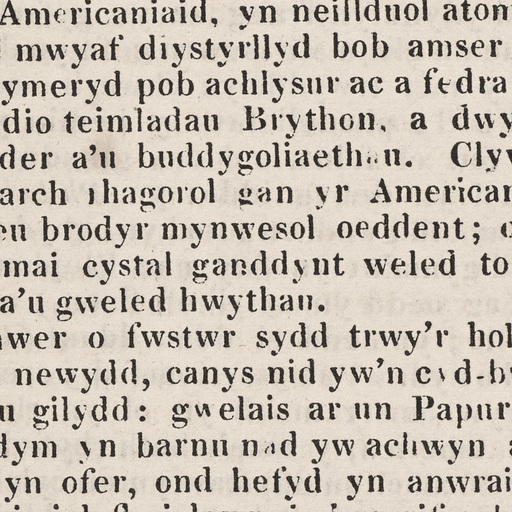 Americaniaid, yn neillduol
mwyaf diystyrllyd bob amser
ymeryd pob achlysur ac a fedra
dio teimladau Brython, a dwy
der a'u buddygoliaethau. Cly
arch rhagorol gan yr American
eu brodyr mynwesol oeddent;
mai cystal ganddynt weled to
a'u gweled hwythau.
wer o fwstwr sydd trwy'r hol
newydd, canys nid yw'n
u gilydd: gwelais ar un Papur
dym yn barnu nad yw achwyn a
yn ofer, ond hefyd yn anwrai